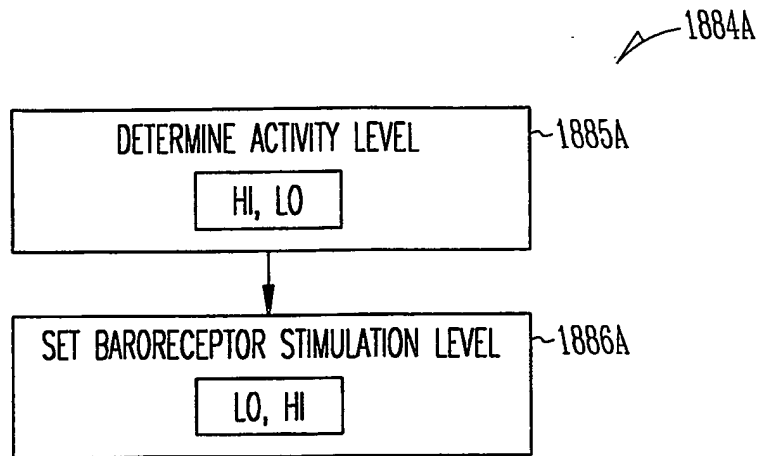 1884A
DETERMINE ACTIVITY LEVEL
1885A
HI, LO
SET BARORECEPTOR STIMULATION LEVEL
1886A
LO, HI